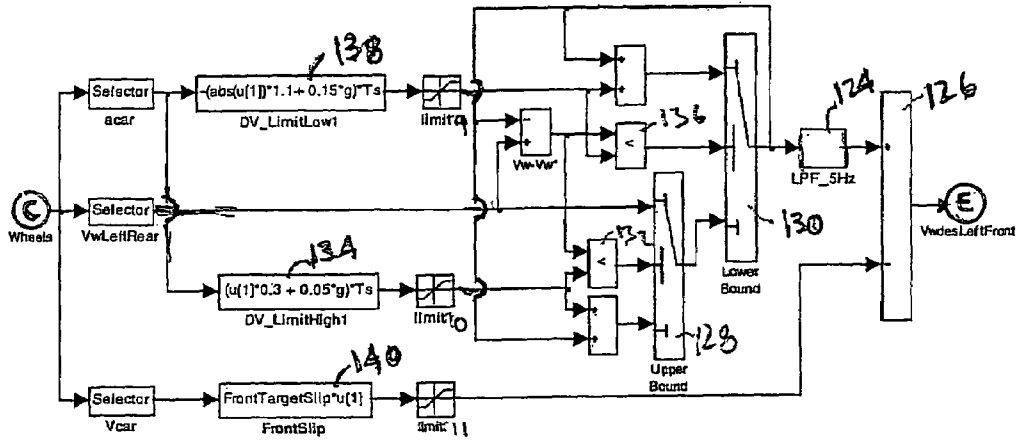 138
Selector
-(abs(u[1])*1.1+ 0.15*g)*Ts
acar
DV_LimitLow1
limit9
124
126
136
<
Vw-Vw*
LPF_5Hz
C
Wheels
Selector
VwLeftRear
E
VwdesLeftFront
130
134
132
<
Lower
Bound
(u[1]*0.3 + 0.05*g)*Ts
DV_LimitHigh1
limit10
128
Upper
Bound
140
Selector
FrontTargetSlip*u[1]
Vcar
FrontSlip
limit11